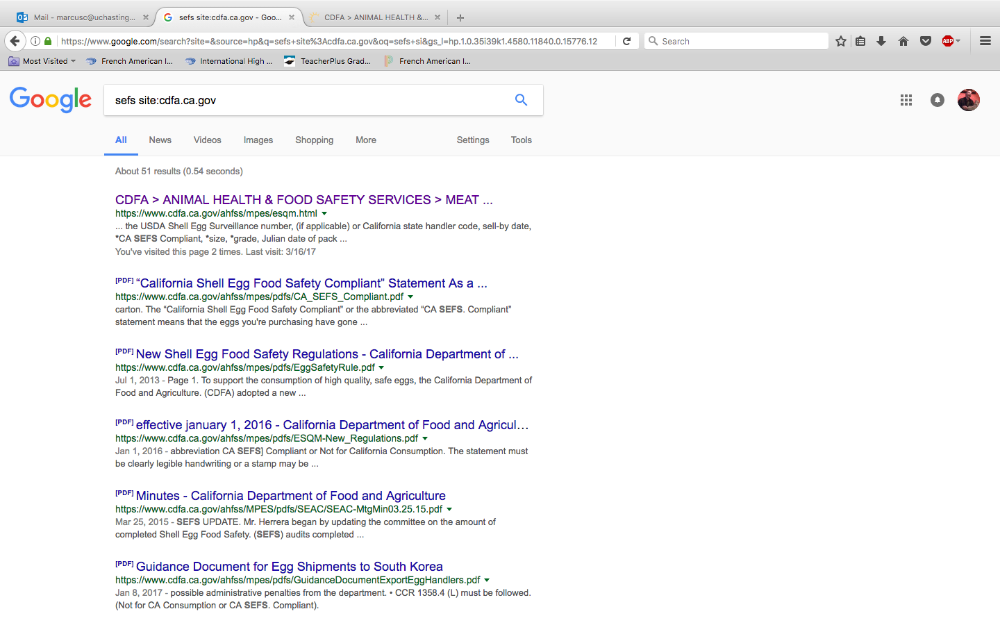 Mail - marcusc@uchasting...
sefs site:cdfa.ca.gov - Goo...
CDFA > ANIMAL HEALTH &...
https://www.google.com/search?site=&source=hp&q=sefs+site%3Acdfa.ca.gov&oq=sefs+si&gs_l=hp.1.0.35i39k1.4580.11840.0.15776.12
Search
ABP
Most Visited
French American I...
International High ...
TeacherPlus Grad...
French American I...
Google
sefs site:cdfa.ca.gov
All News Videos Images Shopping More Settings Tools
About 51 results (0.54 seconds)
CDFA > ANIMAL HEALTH & FOOD SAFETY SERVICES > MEAT ...
https://www.cdfa.ca.gov/ahfss/mpes/esqm.html
... the USDA Shell Egg Surveillance number, (if applicable) or California state handler code, sell-by date,
*CA SEFS Compliant, *size, *grade, Julian date of pack ...
You've visited this page 2 times. Last visit: 3/16/17
[PDF] “California Shell Egg Food Safety Compliant” Statement As a ...
https://www.cdfa.ca.gov/ahfss/mpes/pdfs/CA_SEFS_Compliant.pdf
carton. The “California Shell Egg Food Safety Compliant” or the abbreviated “CA SEFS. Compliant”
statement means that the eggs you're purchasing have gone ...
[PDF] New Shell Egg Food Safety Regulations - California Department of ...
https://www.cdfa.ca.gov/ahfss/mpes/pdfs/EggSafetyRule.pdf
Jul 1, 2013 - Page 1. To support the consumption of high quality, safe eggs, the California Department of
Food and Agriculture. (CDFA) adopted a new ...
[PDF] effective january 1, 2016 - California Department of Food and Agricul...
https://www.cdfa.ca.gov/ahfss/mpes/pdfs/ESQM-New_Regulations.pdf
Jan 1, 2016 - abbreviation CA SEFS] Compliant or Not for California Consumption. The statement must
be clearly legible handwriting or a stamp may be ...
[PDF] Minutes - California Department of Food and Agriculture
https://www.cdfa.ca.gov/MPES/pdfs/SEAC/SEAC-MtgMin03.25.15.pdf
Mar 25, 2015 - SEFS UPDATE. Mr. Herrera began by updating the committee on the amount of
completed Shell Egg Food Safety. (SEFS) audits completed ...
[PDF] Guidance Document for Egg Shipments to South Korea
https://www.cdfa.ca.gov/ahfss/mpes/pdfs/GuidanceDocumentExportEggHandlers.pdf
Jan 8, 2017 - possible administrative penalties from the department. • CCR 1358.4 (L) must be followed.
(Not for CA Consumption or CA SEFS. Compliant).